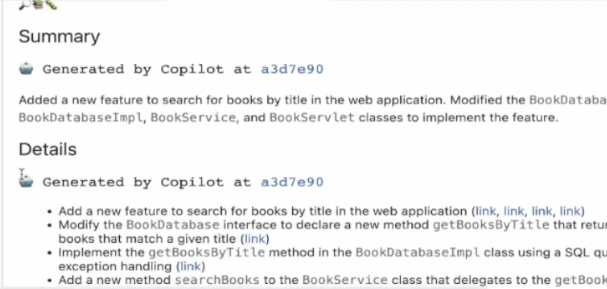 Summary
Generated by Copilot at a3d7e90
Added a new feature to search for books by title in the web application. Modified the BookDataba
BookDatabaseImpl, BookService, and BookServlet classes to implement the feature.
Details
Generated by Copilot at a3d7e90
• Add a new feature to search for books by title in the web application (link, link, link, link)
• Modify the BookDatabase interface to declare a new method getBooksByTitle that retur
books that match a given title (link)
• Implement the getBooksByTitle method in the BookDatabaseImpl class using a SQL qu
exception handling (link)
• Add a new method searchBooks to the BookService class that delegates to the getBook